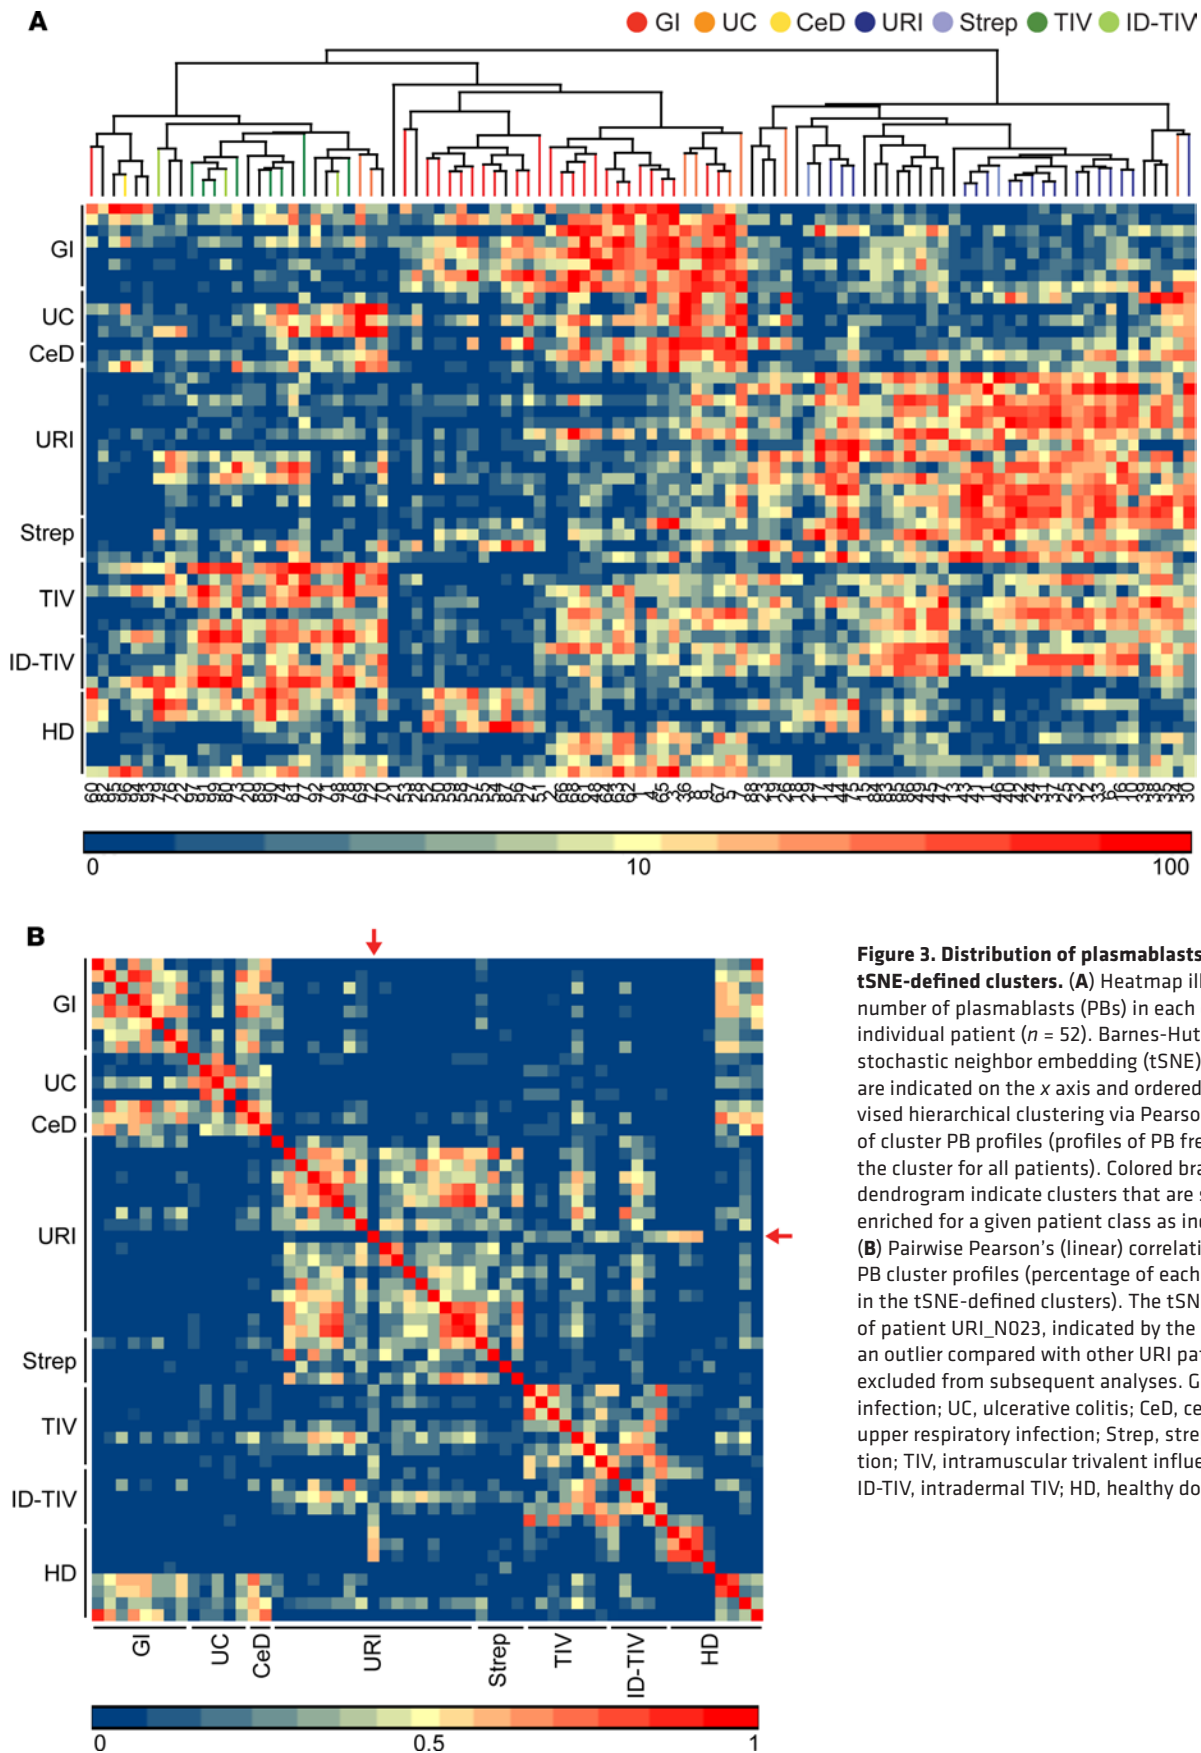 A
GI UC CeD URI Strep TIV ID-TIV
GI
UC
CeD
URI
Strep
TIV
ID-TIV
HD
0 10 100
B
GI
UC
CeD
URI
Strep
TIV
ID-TIV
HD
GI UC CeD URI Strep TIV ID-TIV HD
0 0.5 1
Figure 3. Distribution of plasmablasts
tSNE-defined clusters. (A) Heatmap ill
number of plasmablasts (PBs) in each
individual patient (n = 52). Barnes-Hut
stochastic neighbor embedding (tSNE)
are indicated on the x axis and ordered
vised hierarchical clustering via Pearson
of cluster PB profiles (profiles of PB fre
the cluster for all patients). Colored bra
dendrogram indicate clusters that are s
enriched for a given patient class as ind
(B) Pairwise Pearson's (linear) correlati
PB cluster profiles (percentage of each
in the tSNE-defined clusters). The tSN
of patient URI_N023, indicated by the
an outlier compared with other URI pat
excluded from subsequent analyses. G
infection; UC, ulcerative colitis; CeD, ce
upper respiratory infection; Strep, stre
tion; TIV, intramuscular trivalent influe
ID-TIV, intradermal TIV; HD, healthy do